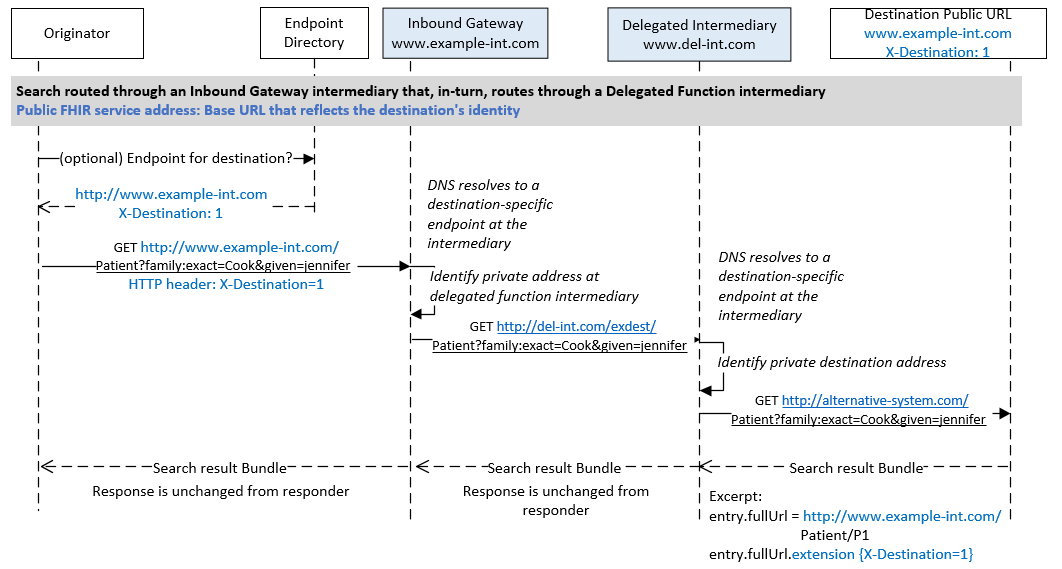 Originator
Endpoint
Directory
Inbound Gateway
www.example-int.com
Delegated Intermediary
www.del-int.com
Destination Public URL
www.example-int.com
X-Destination: 1
Search routed through an Inbound Gateway intermediary that, in-turn, routes through a Delegated Function intermediary
Public FHIR service address: Base URL that reflects the destination's identity
(optional) Endpoint for destination?
http://www.example-int.com
X-Destination: 1
DNS resolves to a
destination-specific
endpoint at the
intermediary
GET http://www.example-int.com/
Patient?family:exact=Cook&given=jennifer
HTTP header: X-Destination=1
Identify private address at
delegated function intermediary
DNS resolves to a
destination-specific
endpoint at the
intermediary
GET http://del-int.com/exdest/
Patient?family:exact=Cook&given=jennifer
Identify private destination address
GET http://alternative-system.com/
Patient?family:exact=Cook&given=jennifer
Search result Bundle
Search result Bundle
Search result Bundle
Response is unchanged from responder
Response is unchanged from
responder
Excerpt:
entry.fullUrl = http://www.example-int.com/
Patient/P1
entry.fullUrl.extension {X-Destination=1}